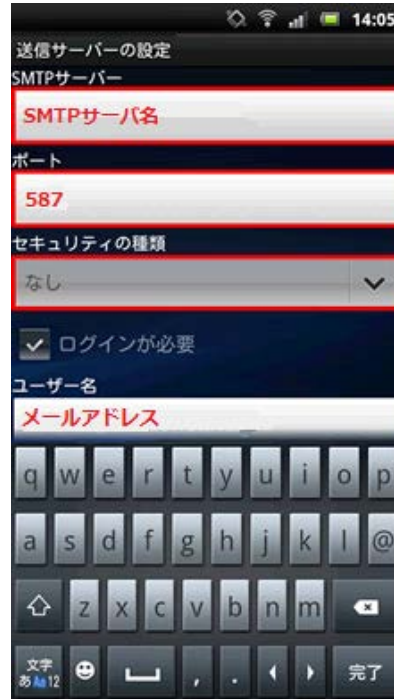 14:05
送信サーバーの設定
SMTPサーバー
SMTPサーバ名
ポート
587
セキュリティの種類
なし
ログインが必要
ユーザー名
メールアドレス
q w e r t y u i o p
a s d f g h j k l @
z x c v b n m
文字 あAa12 , . 完了